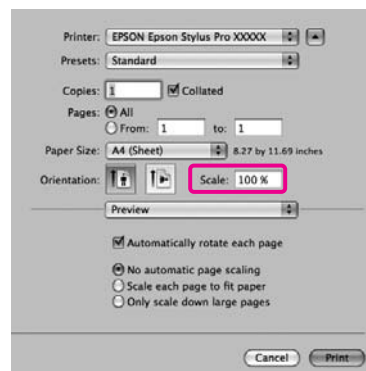 Printer: EPSON Epson Stylus Pro XXXXX
Presets: Standard
Copies: 1 Collated
Pages: All
From: 1 to: 1
Paper Size: A4 (Sheet) 8.27 by 11.69 inches
Orientation: Scale: 100 %
Preview
Automatically rotate each page
No automatic page scaling
Scale each page to fit paper
Only scale down large pages
Cancel Print